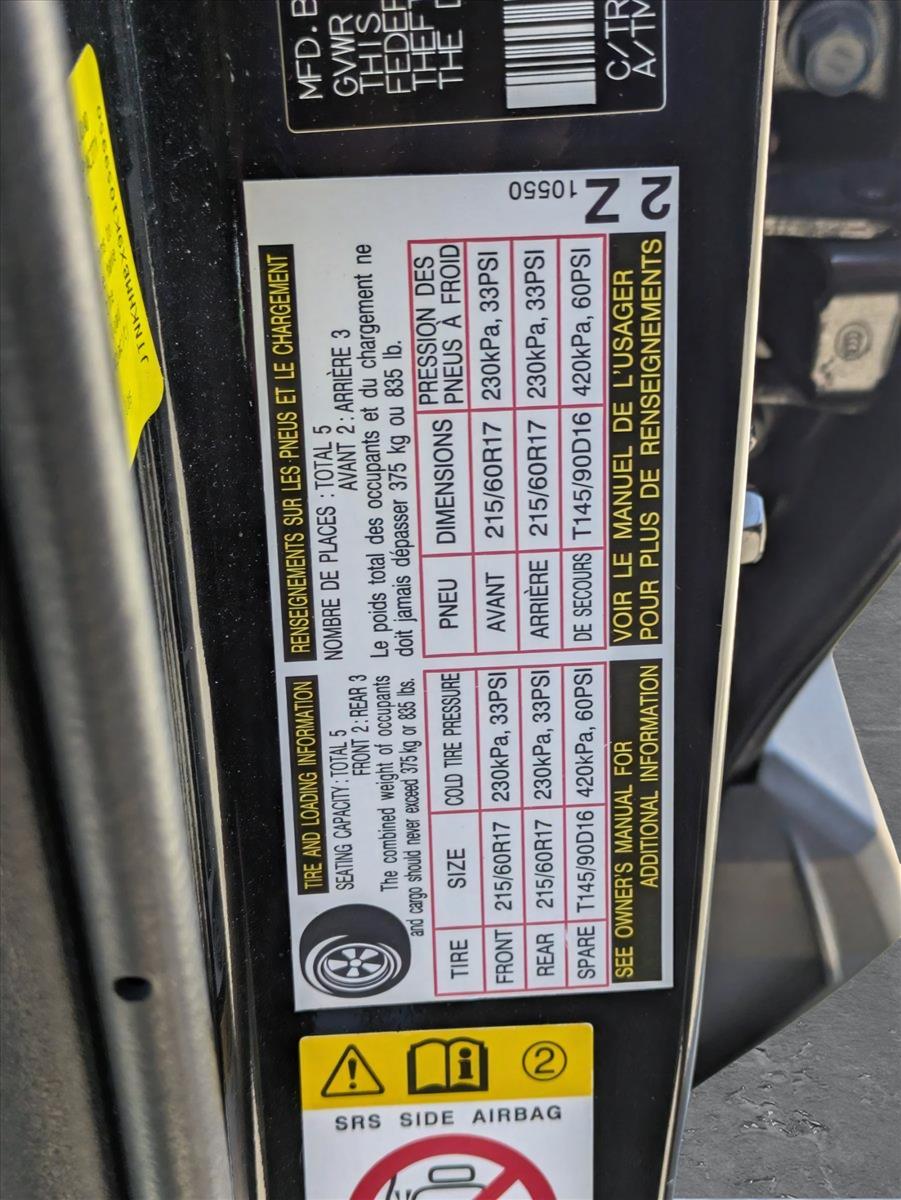 MFD. B
GVWR
THIS
FEDER
THEF
THE
C/TR
A/TM
TIRE AND LOADING INFORMATION
SEATING CAPACITY : TOTAL 5
FRONT 2 : REAR 3
The combined weight of occupants
and cargo should never exceed 375 kg or 835 lbs.
TIRE SIZE COLD TIRE PRESSURE
FRONT 215/60R17 230kPa, 33PSI
REAR 215/60R17 230kPa, 33PSI
SPARE T145/90D16 420kPa, 60PSI
SEE OWNER'S MANUAL FOR
ADDITIONAL INFORMATION
RENSEIGNEMENTS SUR LES PNEUS ET LE CHARGEMENT
NOMBRE DE PLACES : TOTAL 5
AVANT 2 : ARRIÈRE 3
Le poids total des occupants et du chargement ne
doit jamais dépasser 375 kg ou 835 lb.
PNEU DIMENSIONS PRESSION DES
PNEUS À FROID
AVANT 215/60R17 230kPa, 33PSI
ARRIÈRE 215/60R17 230kPa, 33PSI
DE SECOURS T145/90D16 420kPa, 60PSI
VOIR LE MANUEL DE L'USAGER
POUR PLUS DE RENSEIGNEMENTS
10550
2 Z
2
SRS SIDE AIRBAG